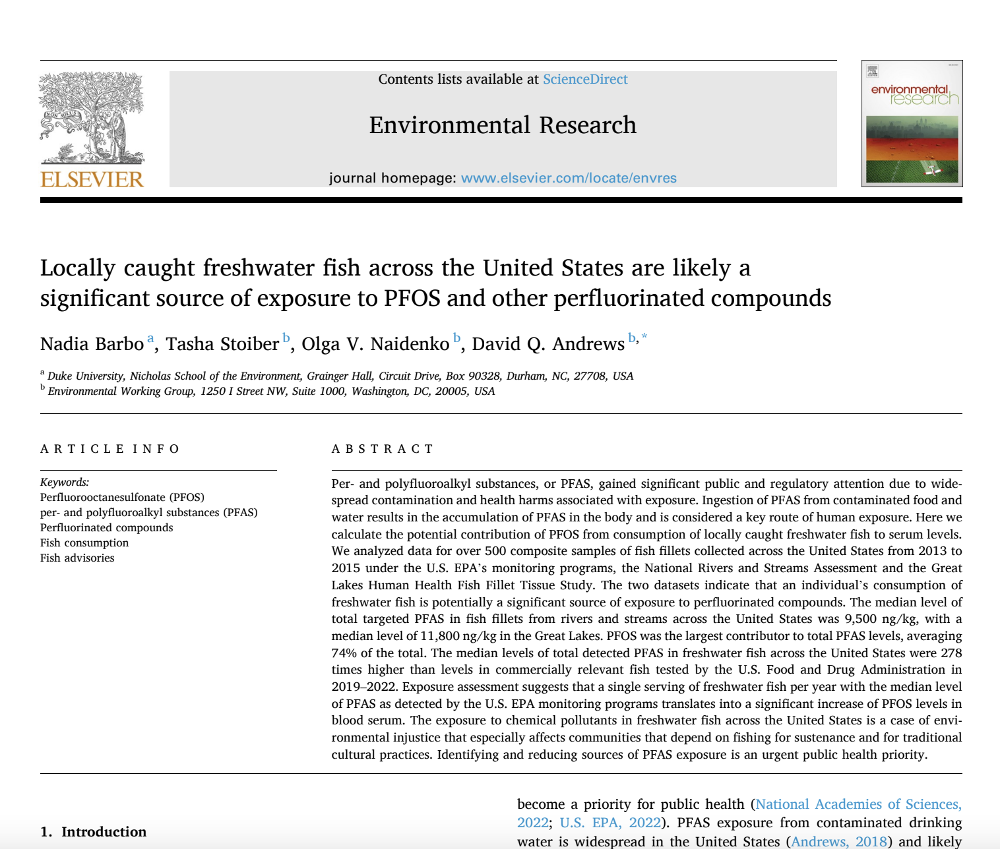 Contents lists available at ScienceDirect
Environmental Research
journal homepage: www.elsevier.com/locate/envres
NON SOLUS
ELSEVIER
environmental
research
Locally caught freshwater fish across the United States are likely a
significant source of exposure to PFOS and other perfluorinated compounds
Nadia Barbo a, Tasha Stoiber b, Olga V. Naidenko b, David Q. Andrews b,*
a Duke University, Nicholas School of the Environment, Grainger Hall, Circuit Drive, Box 90328, Durham, NC, 27708, USA
b Environmental Working Group, 1250 I Street NW, Suite 1000, Washington, DC, 20005, USA
ARTICLE INFO
Keywords:
Perfluorooctanesulfonate (PFOS)
per- and polyfluoroalkyl substances (PFAS)
Perfluorinated compounds
Fish consumption
Fish advisories
ABSTRACT
Per- and polyfluoroalkyl substances, or PFAS, gained significant public and regulatory attention due to wide-
spread contamination and health harms associated with exposure. Ingestion of PFAS from contaminated food and
water results in the accumulation of PFAS in the body and is considered a key route of human exposure. Here we
calculate the potential contribution of PFOS from consumption of locally caught freshwater fish to serum levels.
We analyzed data for over 500 composite samples of fish fillets collected across the United States from 2013 to
2015 under the U.S. EPA's monitoring programs, the National Rivers and Streams Assessment and the Great
Lakes Human Health Fish Fillet Tissue Study. The two datasets indicate that an individual's consumption of
freshwater fish is potentially a significant source of exposure to perfluorinated compounds. The median level of
total targeted PFAS in fish fillets from rivers and streams across the United States was 9,500 ng/kg, with a
median level of 11,800 ng/kg in the Great Lakes. PFOS was the largest contributor to total PFAS levels, averaging
74% of the total. The median levels of total detected PFAS in freshwater fish across the United States were 278
times higher than levels in commercially relevant fish tested by the U.S. Food and Drug Administration in
2019–2022. Exposure assessment suggests that a single serving of freshwater fish per year with the median level
of PFAS as detected by the U.S. EPA monitoring programs translates into a significant increase of PFOS levels in
blood serum. The exposure to chemical pollutants in freshwater fish across the United States is a case of envi-
ronmental injustice that especially affects communities that depend on fishing for sustenance and for traditional
cultural practices. Identifying and reducing sources of PFAS exposure is an urgent public health priority.
1. Introduction
become a priority for public health (National Academies of Sciences,
2022; U.S. EPA, 2022). PFAS exposure from contaminated drinking
water is widespread in the United States (Andrews, 2018) and likely